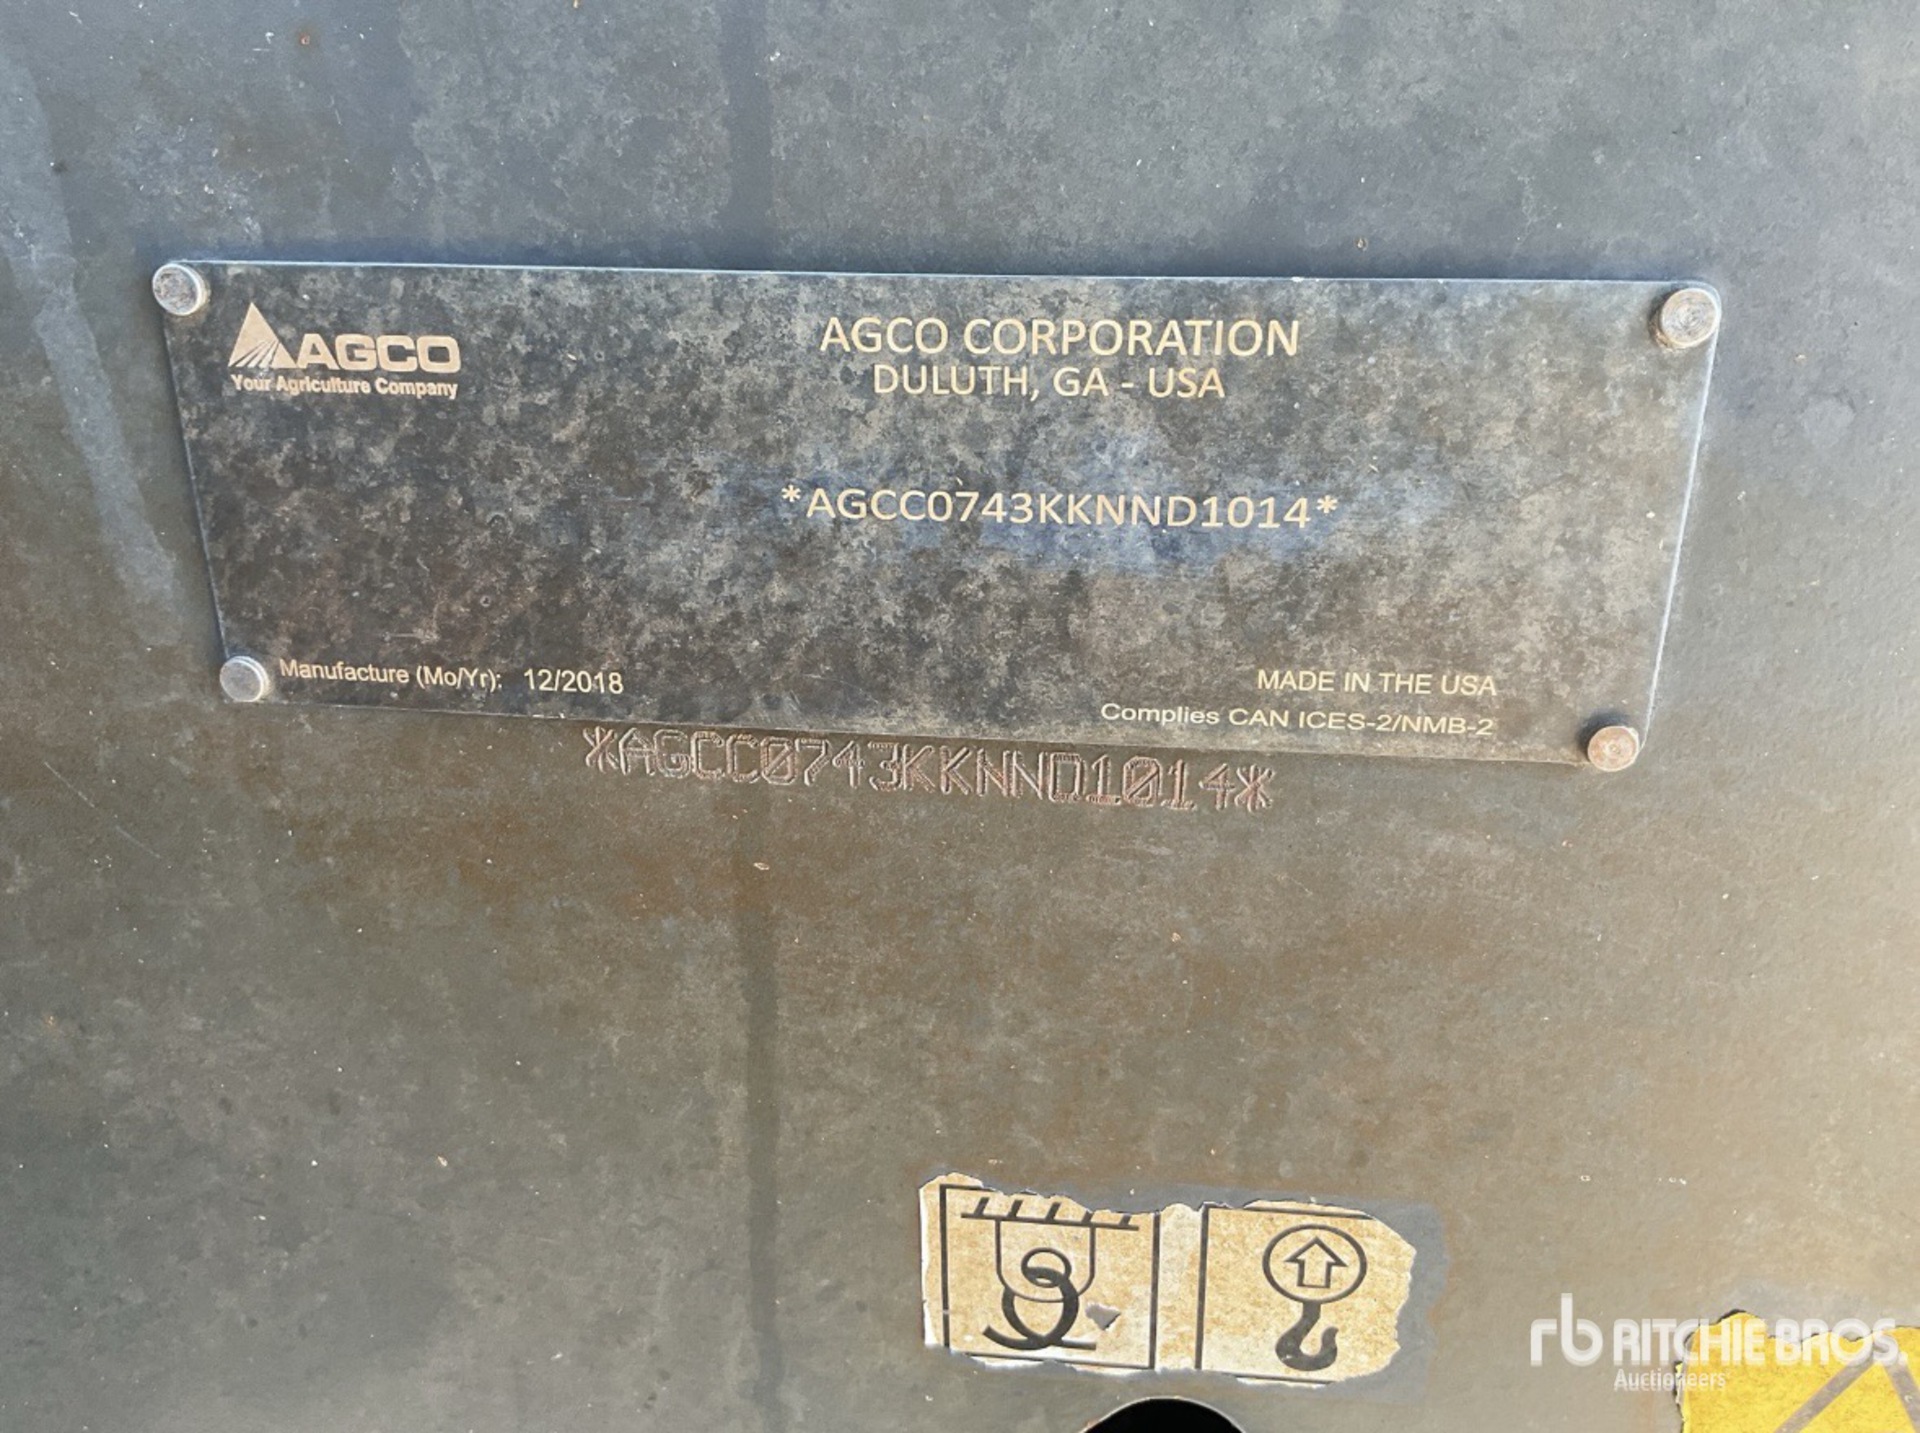 AGCO
Your Agriculture Company
AGCO CORPORATION
DULUTH, GA - USA
*AGCC0743KKNND1014*
Manufacture (Mo/Yr): 12/2018
MADE IN THE USA
Complies CAN ICES-2/NMB-2
*AGCC0743KKNND1014*
rb RITCHIE BROS.
Auctioneers